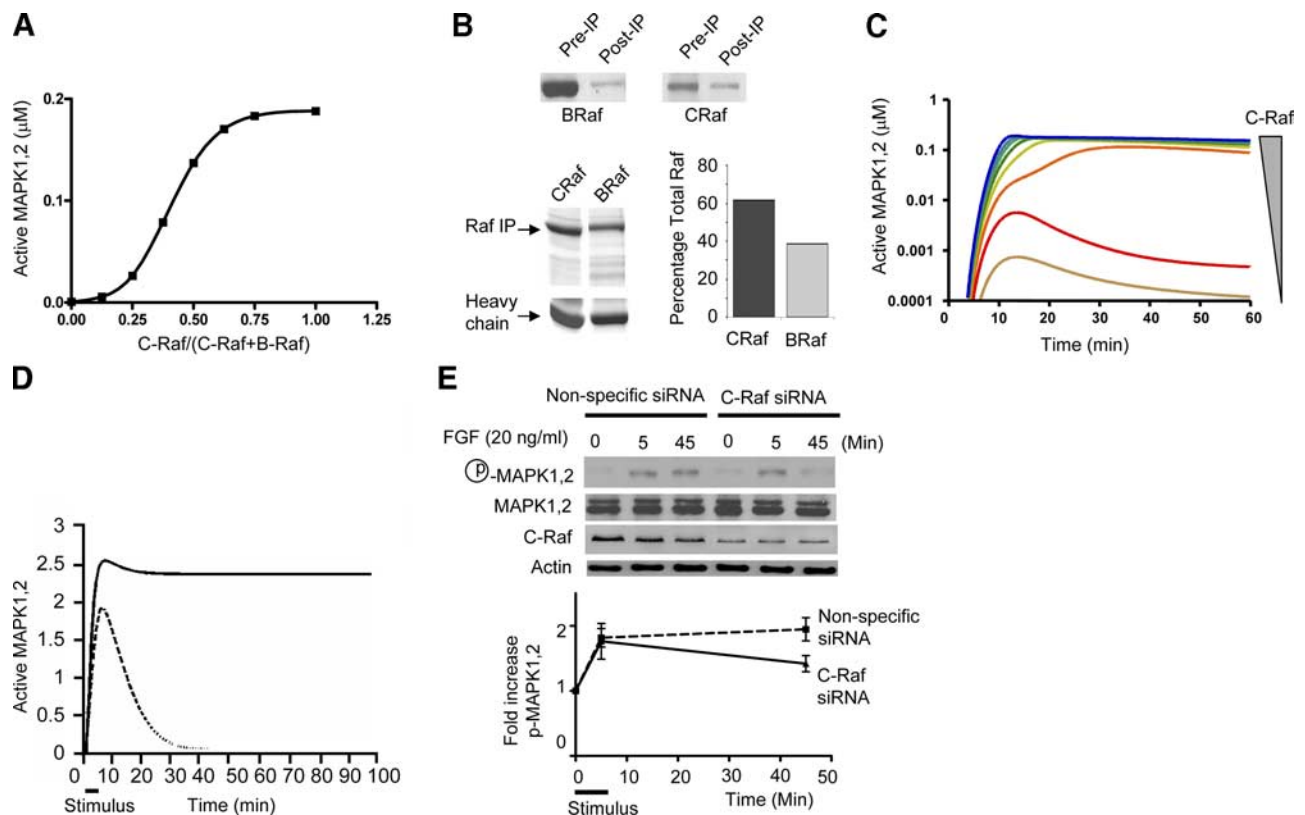 A
Active MAPK1,2 (μM)
0.2
0.1
0.0
0.00 0.25 0.50 0.75 1.00 1.25
C-Raf/(C-Raf+B-Raf)
B
Pre-IP Post-IP
BRaf
Pre-IP Post-IP
CRaf
CRaf BRaf
Raf IP
Heavy
chain
Percentage Total Raf
80
60
40
20
0
CRaf BRaf
C
Active MAPK1,2 (μM)
1
0.1
0.01
0.001
0.0001
0 10 20 30 40 50 60
Time (min)
C-Raf
D
Active MAPK1,2
3
2.5
2
1.5
1
0.5
0
0 10 20 30 40 50 60 70 80 90 100
Stimulus
Time (min)
E
Non-specific siRNA C-Raf siRNA
FGF (20 ng/ml) 0 5 45 0 5 45 (Min)
p-MAPK1,2
MAPK1,2
C-Raf
Actin
Fold increase
p-MAPK1,2
2
1
0
Non-specific
siRNA
C-Raf
siRNA
0 10 20 30 40 50
Stimulus
Time (Min)